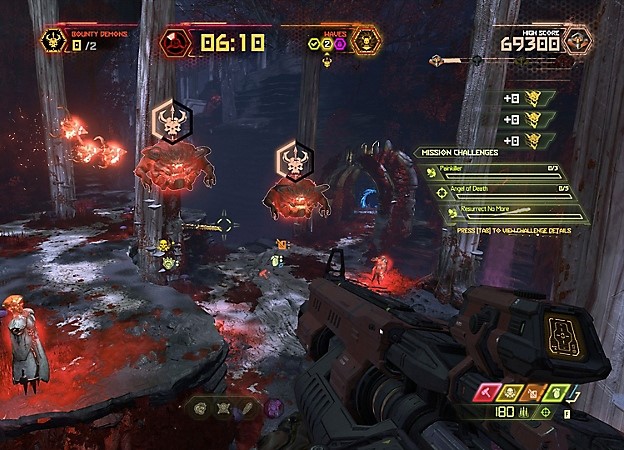 BOUNTY DEMONS
0 /2
06:10
WAVES
2
HIGH SCORE
69300
+0
+0
+0
MISSION CHALLENGES
Painkiller
0/3
Angel of Death
0/5
Resurrect No More
PRESS [TAB] TO VIEW CHALLENGE DETAILS
180
F